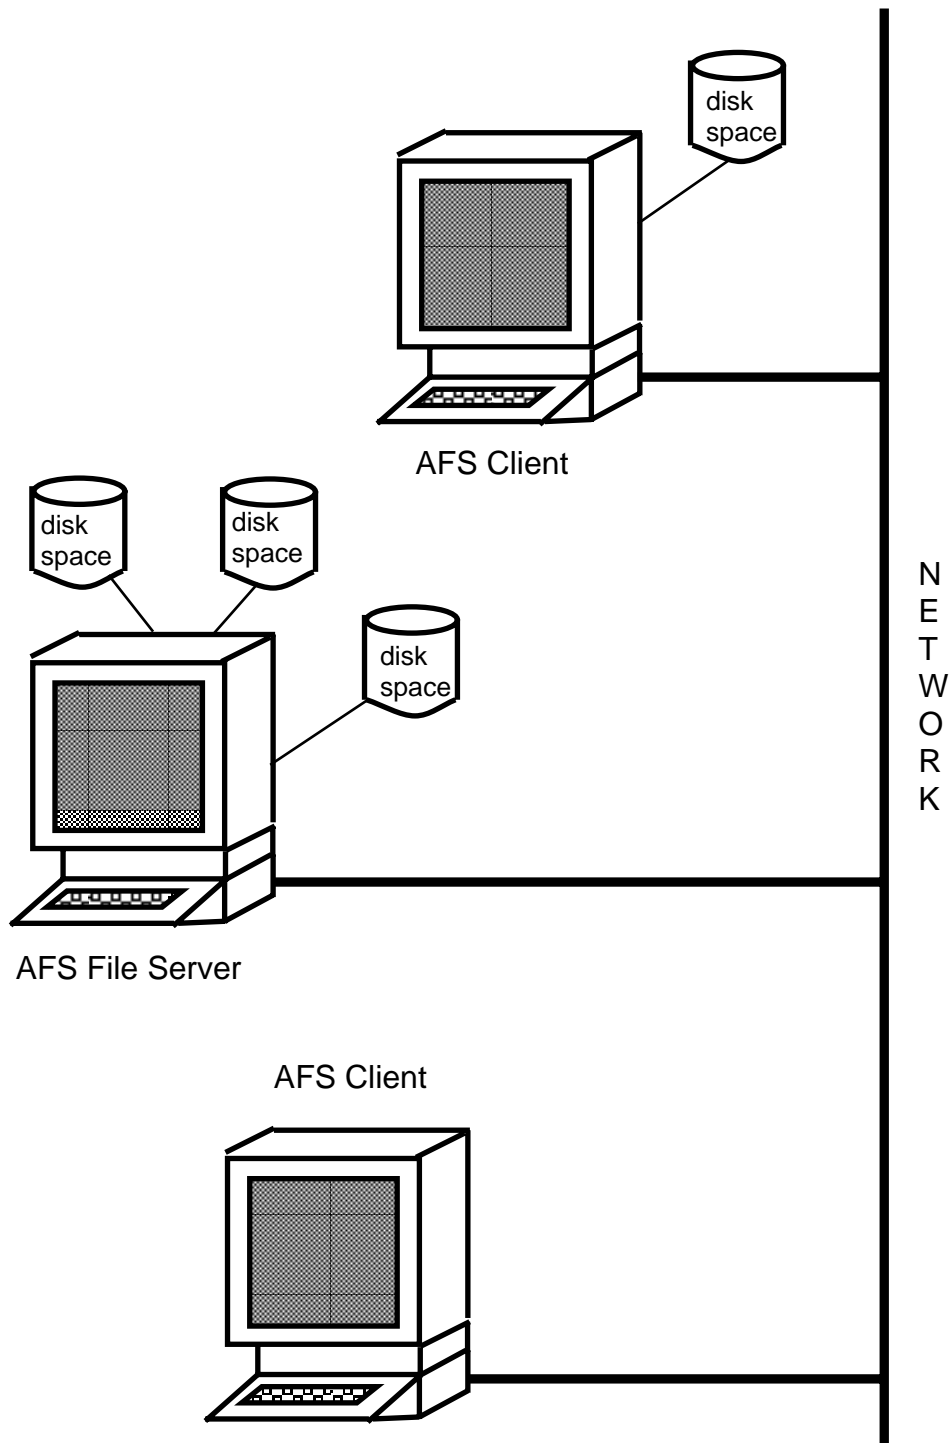 disk
space
AFS Client
disk
space
disk
space
disk
space
N
E
T
W
O
R
K
AFS File Server
AFS Client